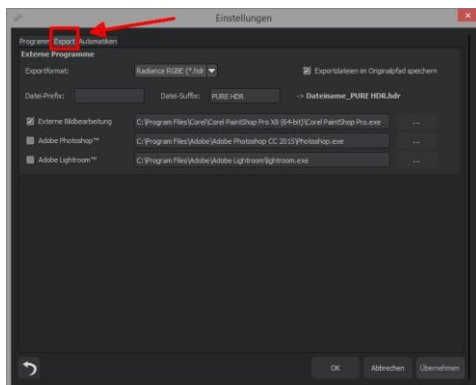 Einstellungen
Programm Export Automatiken
Externe Programme
Exportformat: Radiance RGBE (*.hdr Exportdateien im Originalpfad speichern
Datei-Prefix: Datei-Suffix: PURE HDR -> Dateiname_PURE HDR.hdr
Externe Bildbearbeitung C:\Program Files\Corel\Corel PaintShop Pro X8 (64-bit)\Corel PaintShop Pro.exe ...
Adobe Photoshop™ C:\Program Files\Adobe\Adobe Photoshop CC 2015\Photoshop.exe ...
Adobe Lightroom™ C:\Program Files\Adobe\Adobe Lightroom\lightroom.exe ...
OK Abbrechen Übernehmen